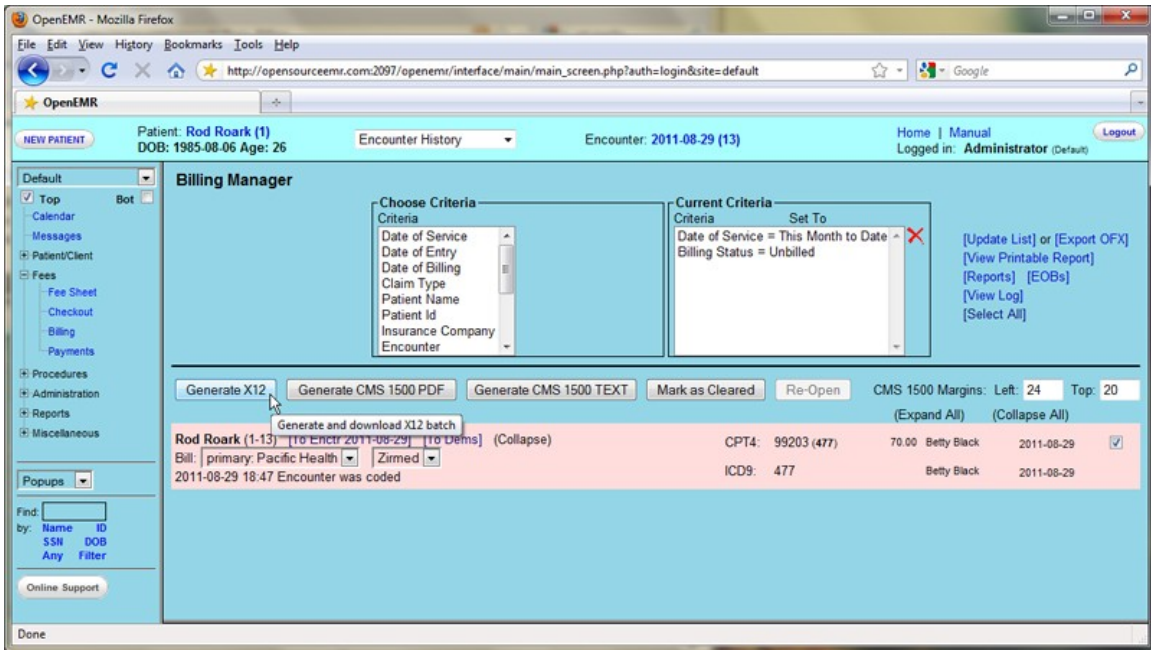 OpenEMR - Mozilla Firefox
File Edit View History Bookmarks Tools Help
http://opensourceemr.com:2097/openemr/interface/main/main_screen.php?auth=login&site=default
Google
OpenEMR
NEW PATIENT
Patient: Rod Roark (1)
DOB: 1985-08-06 Age: 26
Encounter History
Encounter: 2011-08-29 (13)
Home | Manual
Logged in: Administrator (Default)
Logout
Default
Top Bot
Calendar
Messages
Patient/Client
Fees
Fee Sheet
Checkout
Billing
Payments
Procedures
Administration
Reports
Miscellaneous
Popups
Find:
by: Name ID
SSN DOB
Any Filter
Online Support
Billing Manager
Choose Criteria
Criteria
Date of Service
Date of Entry
Date of Billing
Claim Type
Patient Name
Patient Id
Insurance Company
Encounter
Current Criteria
Criteria Set To
Date of Service = This Month to Date
Billing Status = Unbilled
[Update List] or [Export OFX]
[View Printable Report]
[Reports] [EOBs]
[View Log]
[Select All]
Generate X12 Generate CMS 1500 PDF Generate CMS 1500 TEXT Mark as Cleared Re-Open CMS 1500 Margins: Left: 24 Top: 20
(Expand All) (Collapse All)
Generate and download X12 batch
Rod Roark (1-13) [To Enctr 2011-08-29] [To Dems] (Collapse) CPT4: 99203 (477) 70.00 Betty Black 2011-08-29
Bill: primary: Pacific Health Zirmed
ICD9: 477 Betty Black 2011-08-29
2011-08-29 18:47 Encounter was coded
Done